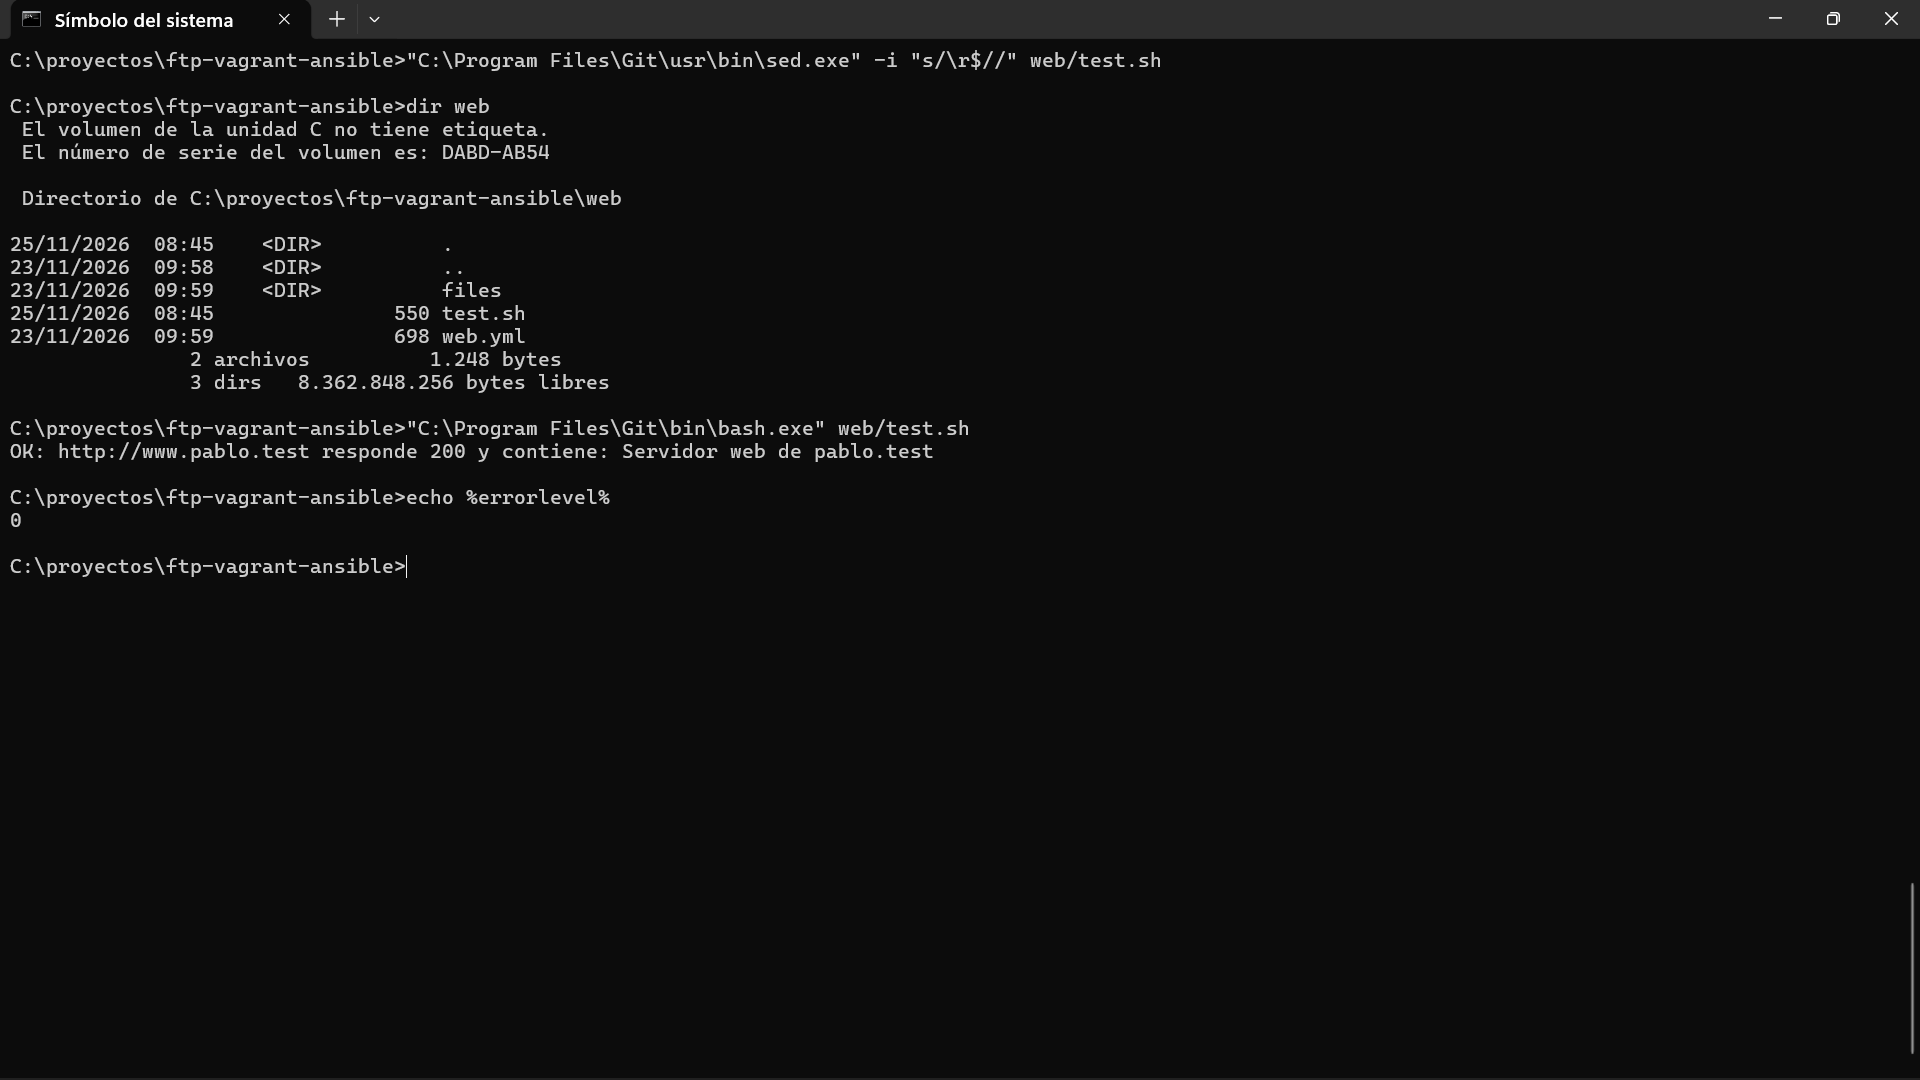 Símbolo del sistema
C:\proyectos\ftp-vagrant-ansible>"C:\Program Files\Git\usr\bin\sed.exe" -i "s/\r$//" web/test.sh
C:\proyectos\ftp-vagrant-ansible>dir web
El volumen de la unidad C no tiene etiqueta.
El número de serie del volumen es: DABD-AB54
Directorio de C:\proyectos\ftp-vagrant-ansible\web
25/11/2026  08:45    <DIR>          .
23/11/2026  09:58    <DIR>          ..
23/11/2026  09:59    <DIR>          files
25/11/2026  08:45               550 test.sh
23/11/2026  09:59               698 web.yml
2 archivos          1.248 bytes
3 dirs   8.362.848.256 bytes libres
C:\proyectos\ftp-vagrant-ansible>"C:\Program Files\Git\bin\bash.exe" web/test.sh
OK: http://www.pablo.test responde 200 y contiene: Servidor web de pablo.test
C:\proyectos\ftp-vagrant-ansible>echo %errorlevel%
0
C:\proyectos\ftp-vagrant-ansible>